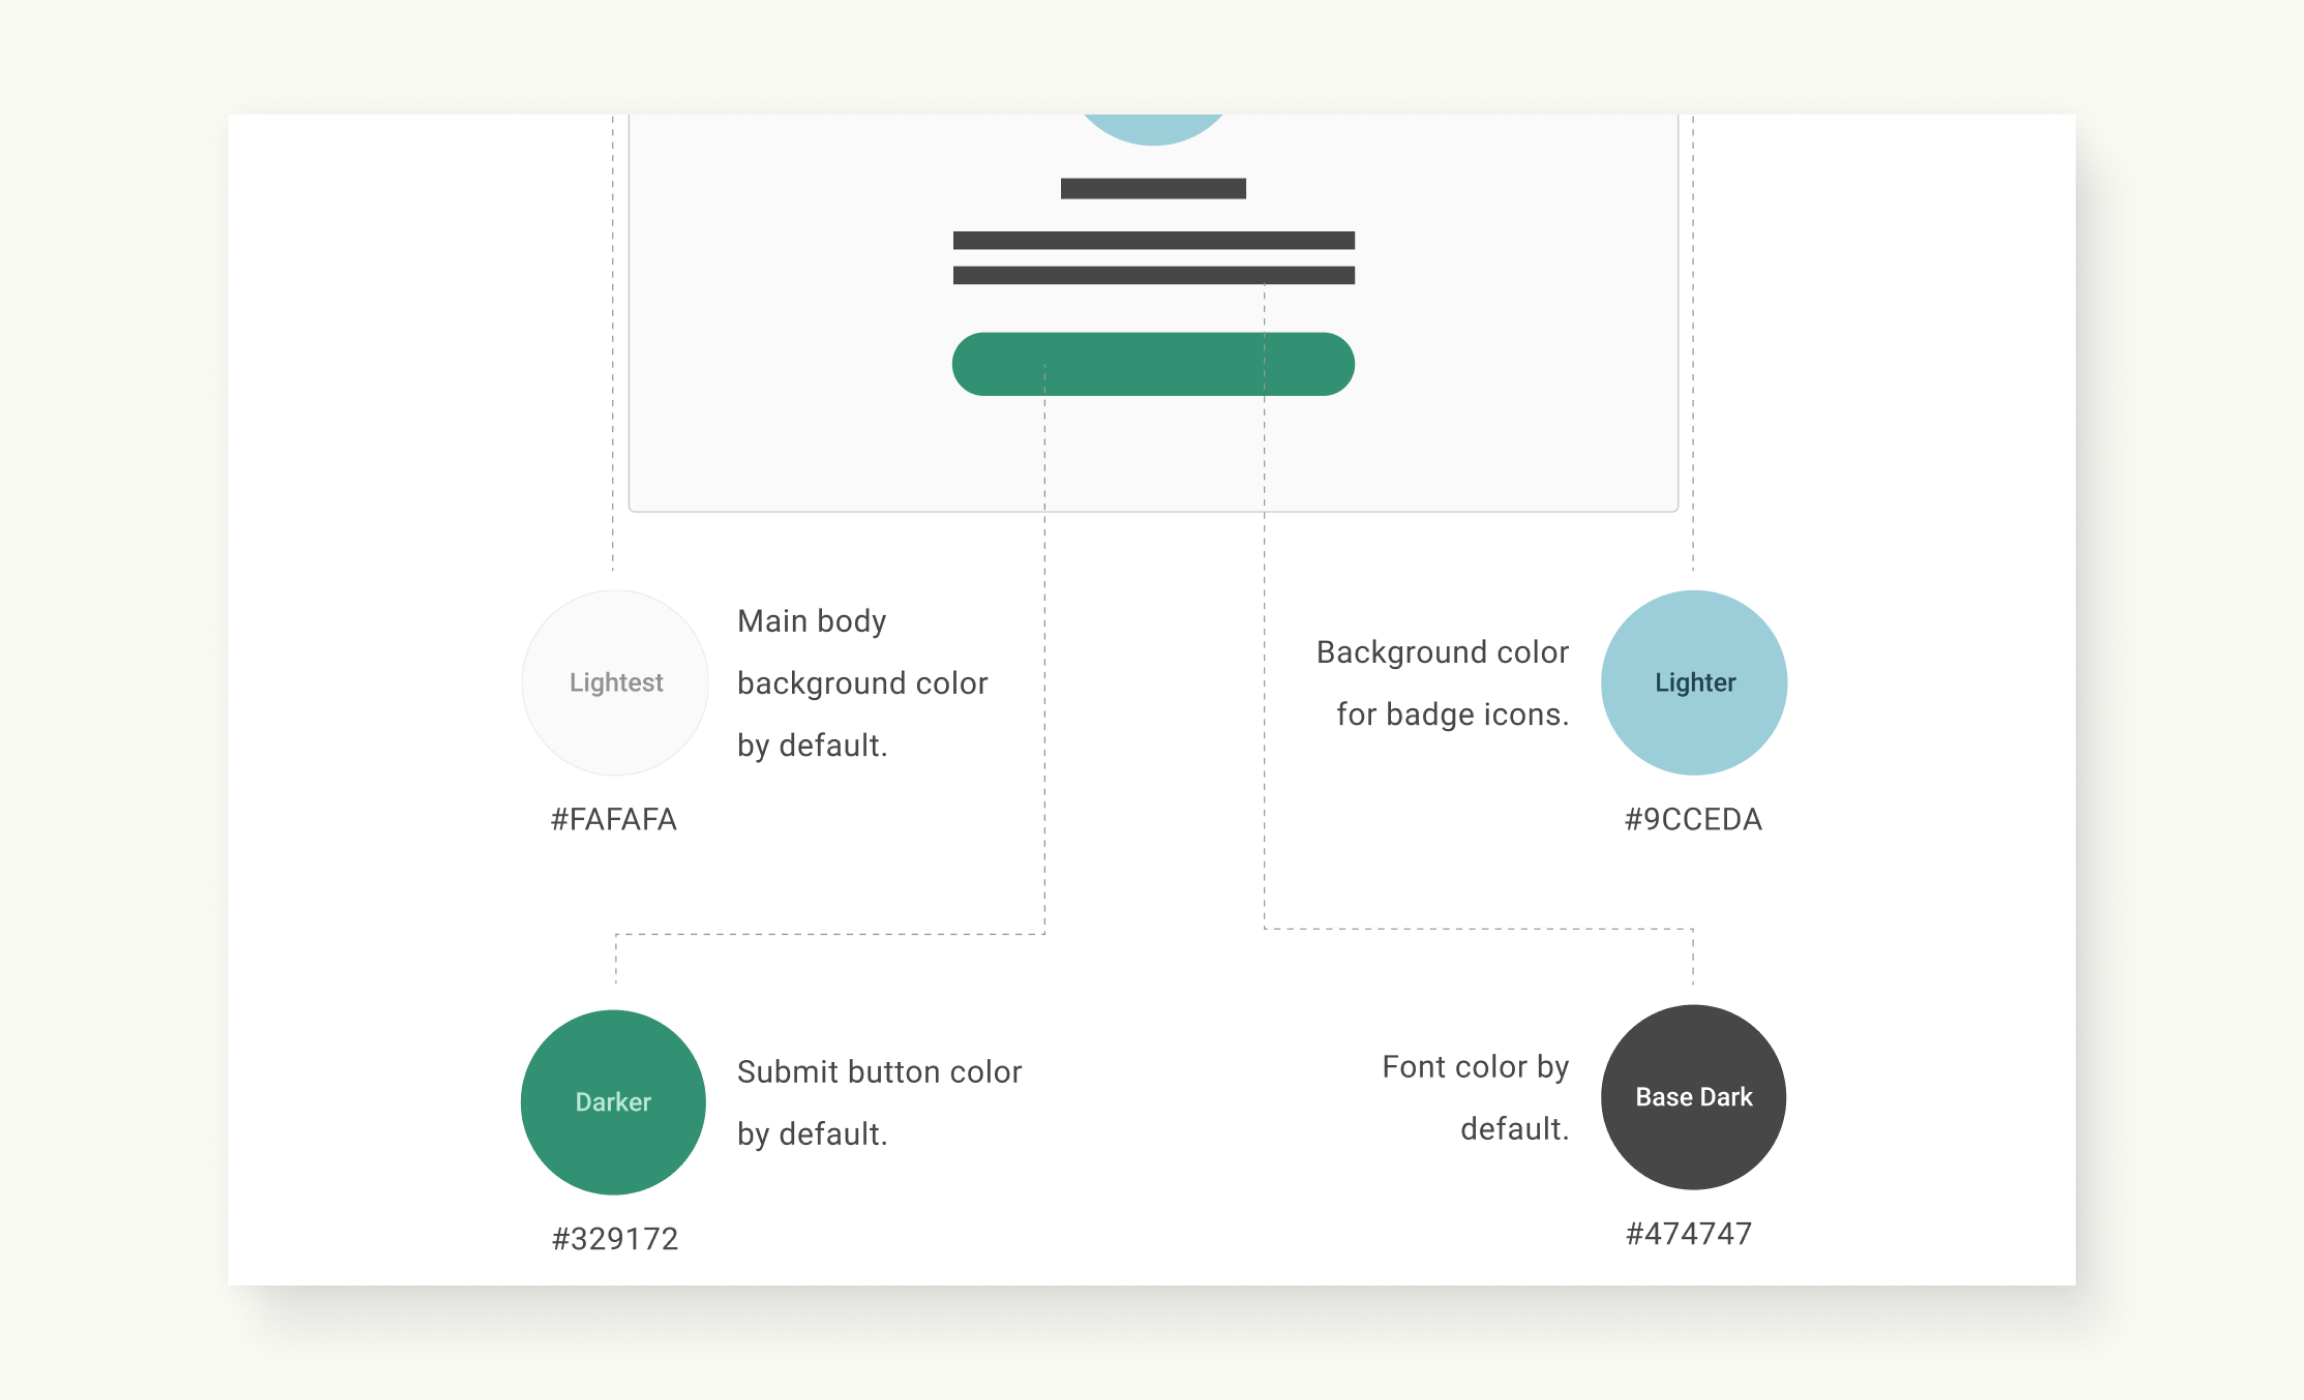 Lightest
Main body
background color
by default.
#FAFAFA
Background color
for badge icons.
Lighter
#9CCEDA
Darker
Submit button color
by default.
#329172
Font color by
default.
Base Dark
#474747